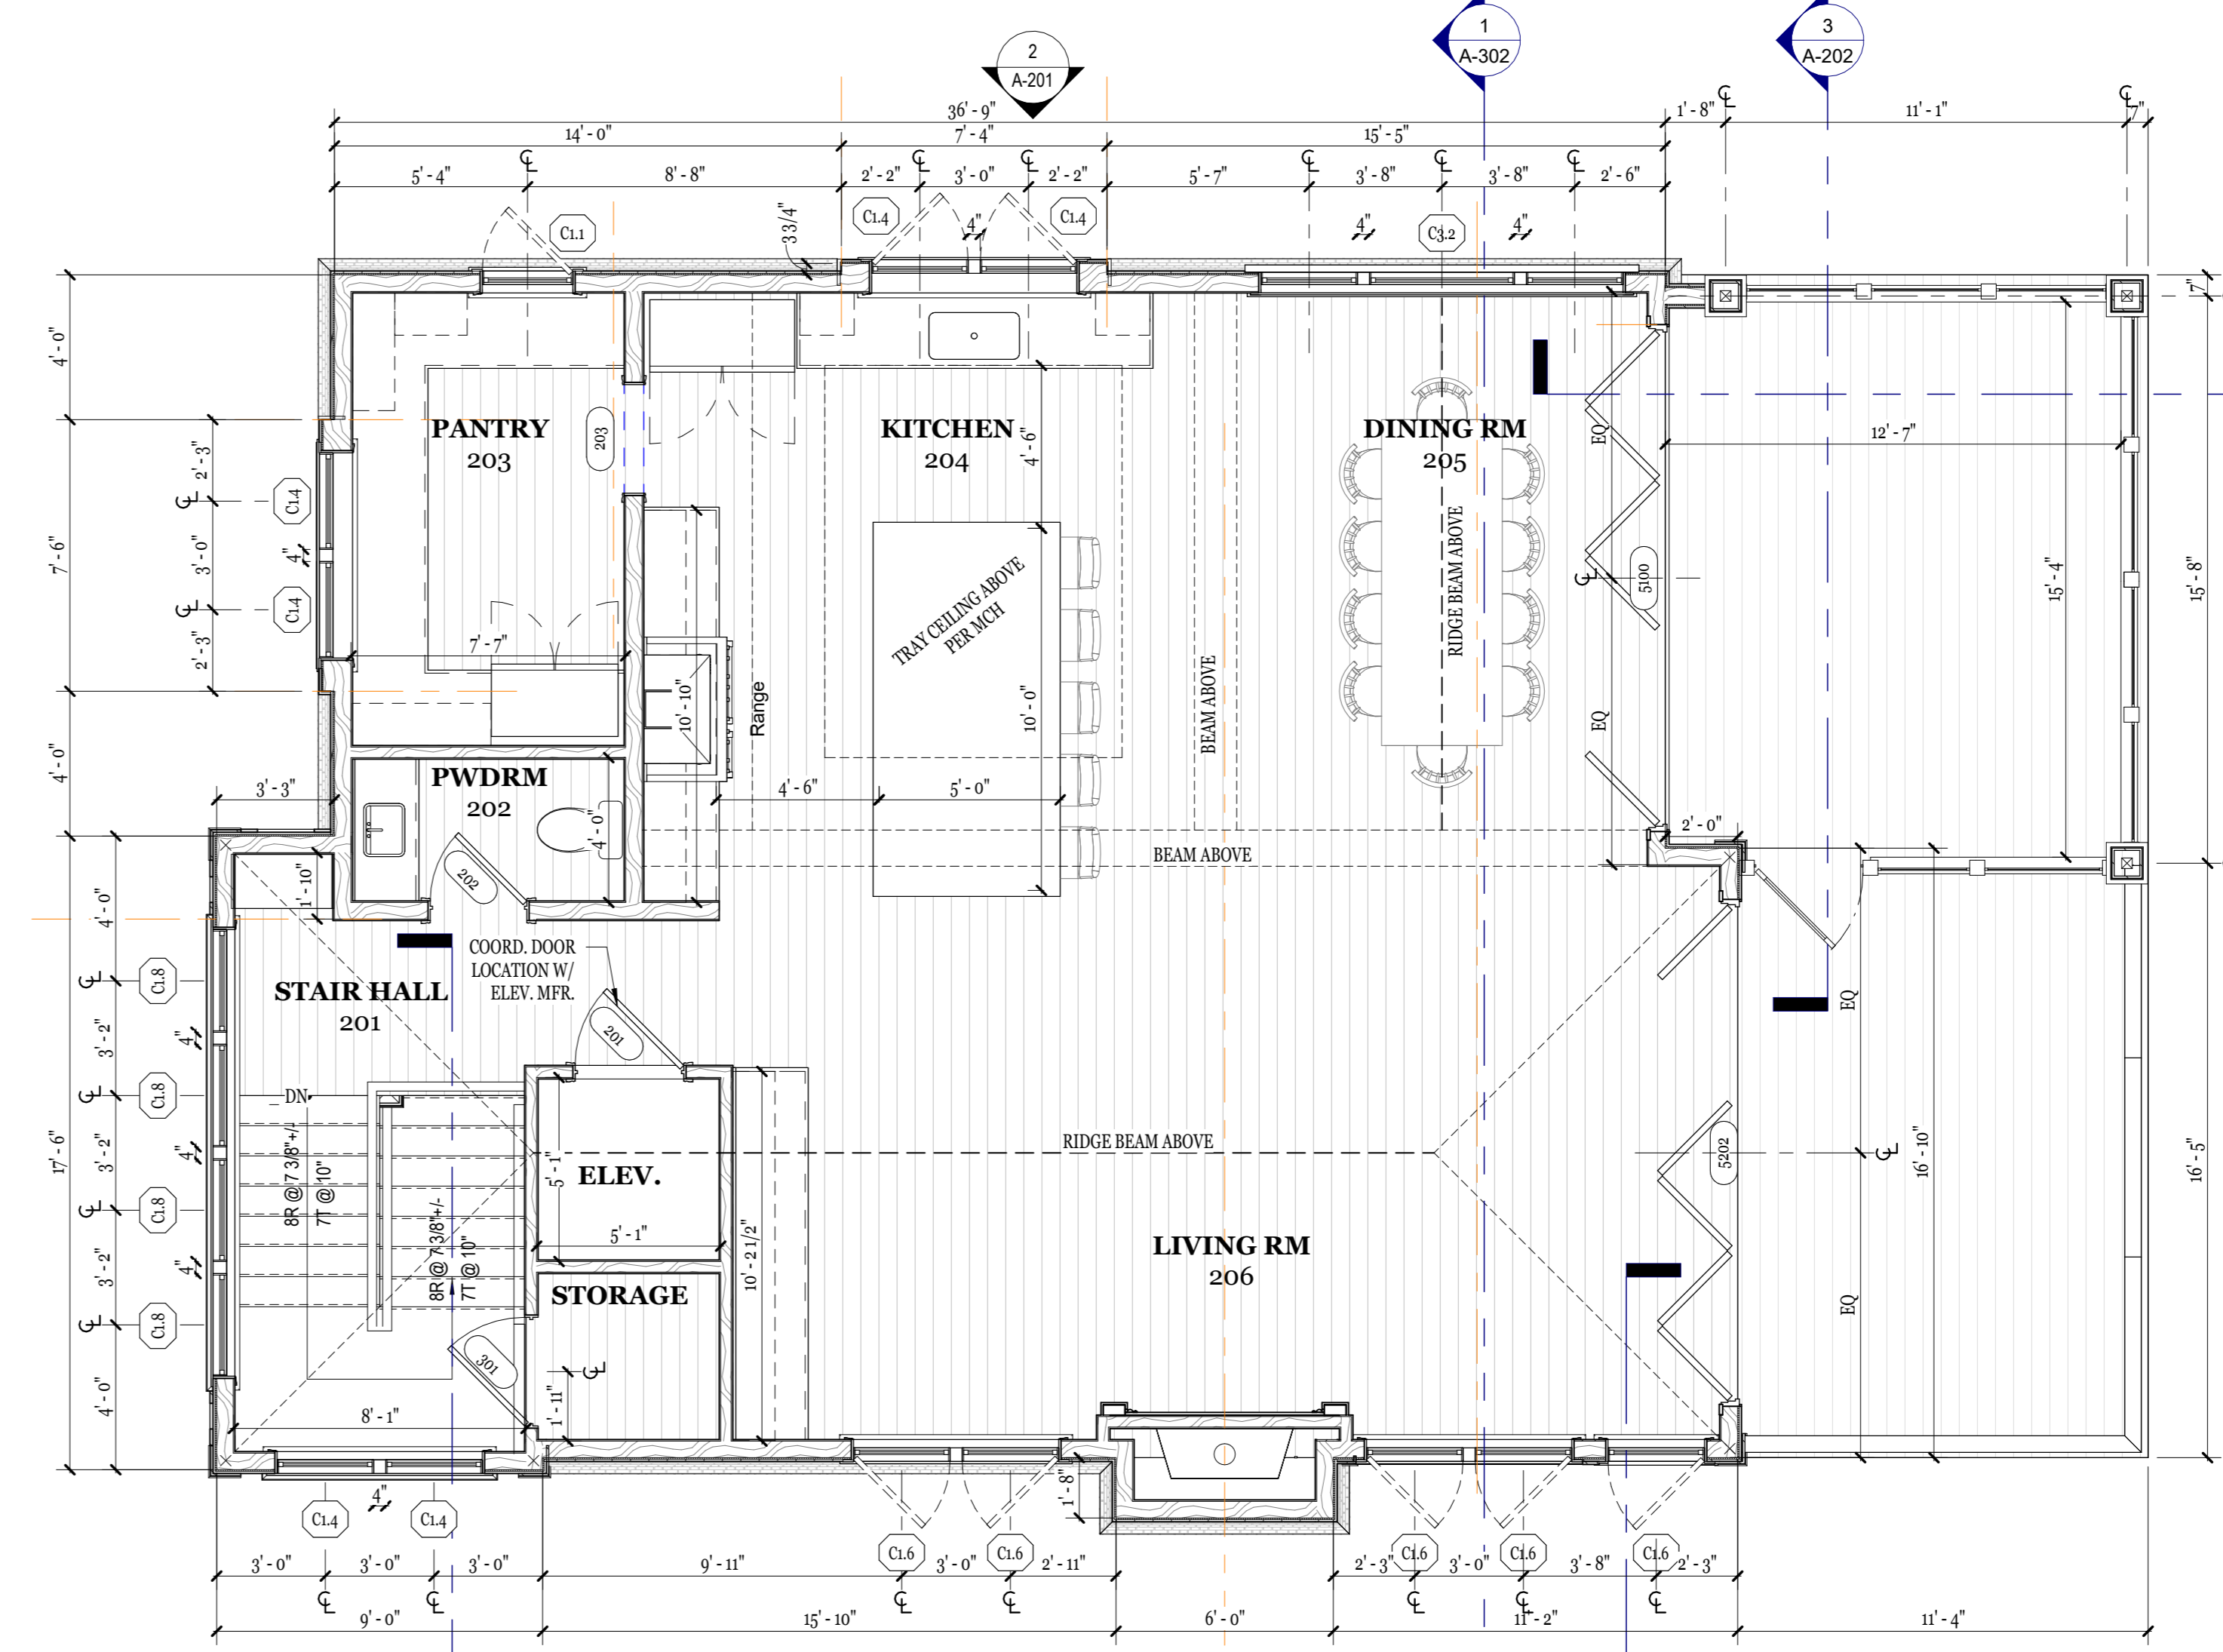 1
A-302
3
A-202
2
A-201
36' - 9"
1' - 8"
11' - 1"
7"
14' - 0"
7' - 4"
15' - 5"
5' - 4"
8' - 8"
2' - 2"
3' - 0"
2' - 2"
5' - 7"
3' - 8"
3' - 8"
2' - 6"
C1.1
3 3/4"
C1.4
4"
C1.4
4"
C3.2
4"
7"
4' - 0"
PANTRY
203
203
KITCHEN
204
4' - 6"
DINING RM
205
EQ
12' - 7"
2' - 3"
C1.4
7' - 6"
3' - 0"
4"
C1.4
2' - 3"
7' - 7"
TRAY CEILING ABOVE
PER MCH
RIDGE BEAM ABOVE
5100
15' - 4"
15' - 8"
10' - 10"
Range
10' - 0"
BEAM ABOVE
EQ
4' - 0"
3' - 3"
PWDRM
202
4' - 0"
202
4' - 6"
5' - 0"
2' - 0"
BEAM ABOVE
1' - 10"
4' - 0"
COORD. DOOR
LOCATION W/
ELEV. MFR.
STAIR HALL
201
201
C1.8
3' - 2"
4"
C1.8
DN
EQ
17' - 6"
3' - 2"
4"
8R @ 7 3/8"+/-
7T @ 10"
8R @ 7 3/8"+/-
7T @ 10"
5' - 1"
ELEV.
5' - 1"
RIDGE BEAM ABOVE
5202
16' - 10"
16' - 5"
C1.8
3' - 2"
4"
10' - 2 1/2"
LIVING RM
206
STORAGE
EQ
C1.8
301
1' - 11"
4' - 0"
8' - 1"
4"
1' - 8"
C1.4
C1.4
C1.6
C1.6
C1.6
C1.6
C1.6
3' - 0"
3' - 0"
3' - 0"
9' - 11"
3' - 0"
2' - 11"
2' - 3"
3' - 0"
3' - 8"
2' - 3"
9' - 0"
15' - 10"
6' - 0"
11' - 2"
11' - 4"